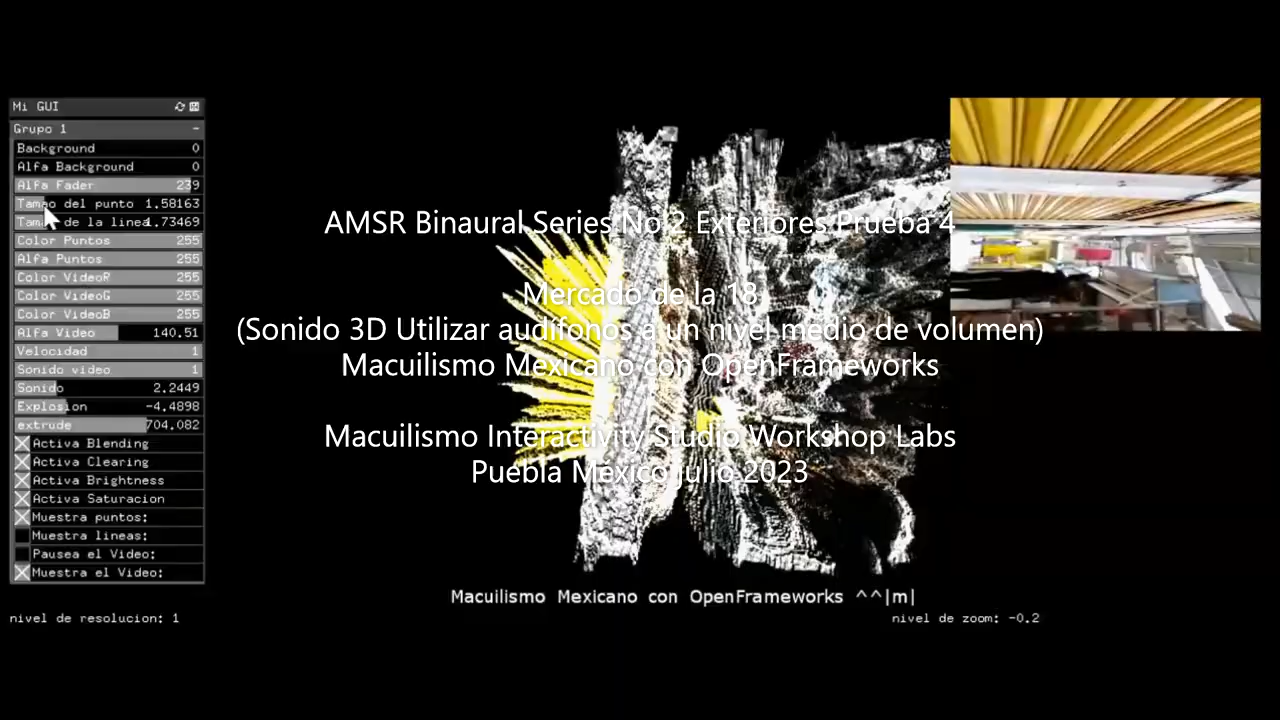 Mi GUI
Grupo 1 -
Background 0
Alfa Background 0
Alfa Fader 239
Tamao del punto 1.58163
Tama de la linea 1.73469
Color Puntos 255
Alfa Puntos 255
Color VideoR 255
Color VideoG 255
Color VideoB 255
Alfa Video 140.51
Velocidad 1
Sonido video 1
Sonido 2.2449
Explosion -4.4898
extrude 704.082
Activa Blending
Activa Clearing
Activa Brightness
Activa Saturacion
Muestra puntos:
Muestra lineas:
Pausea el Video:
Muestra el Video:
nivel de resolucion: 1
AMSR Binaural Series No 2 Exteriores Prueba 4
Mercado de la 18
(Sonido 3D Utilizar audífonos a un nivel medio de volumen)
Macuilismo Mexicano con OpenFrameworks
Macuilismo Interactivity Studio Workshop Labs
Puebla México julio 2023
Macuilismo Mexicano con OpenFrameworks ^^|m|
nivel de zoom: -0.2